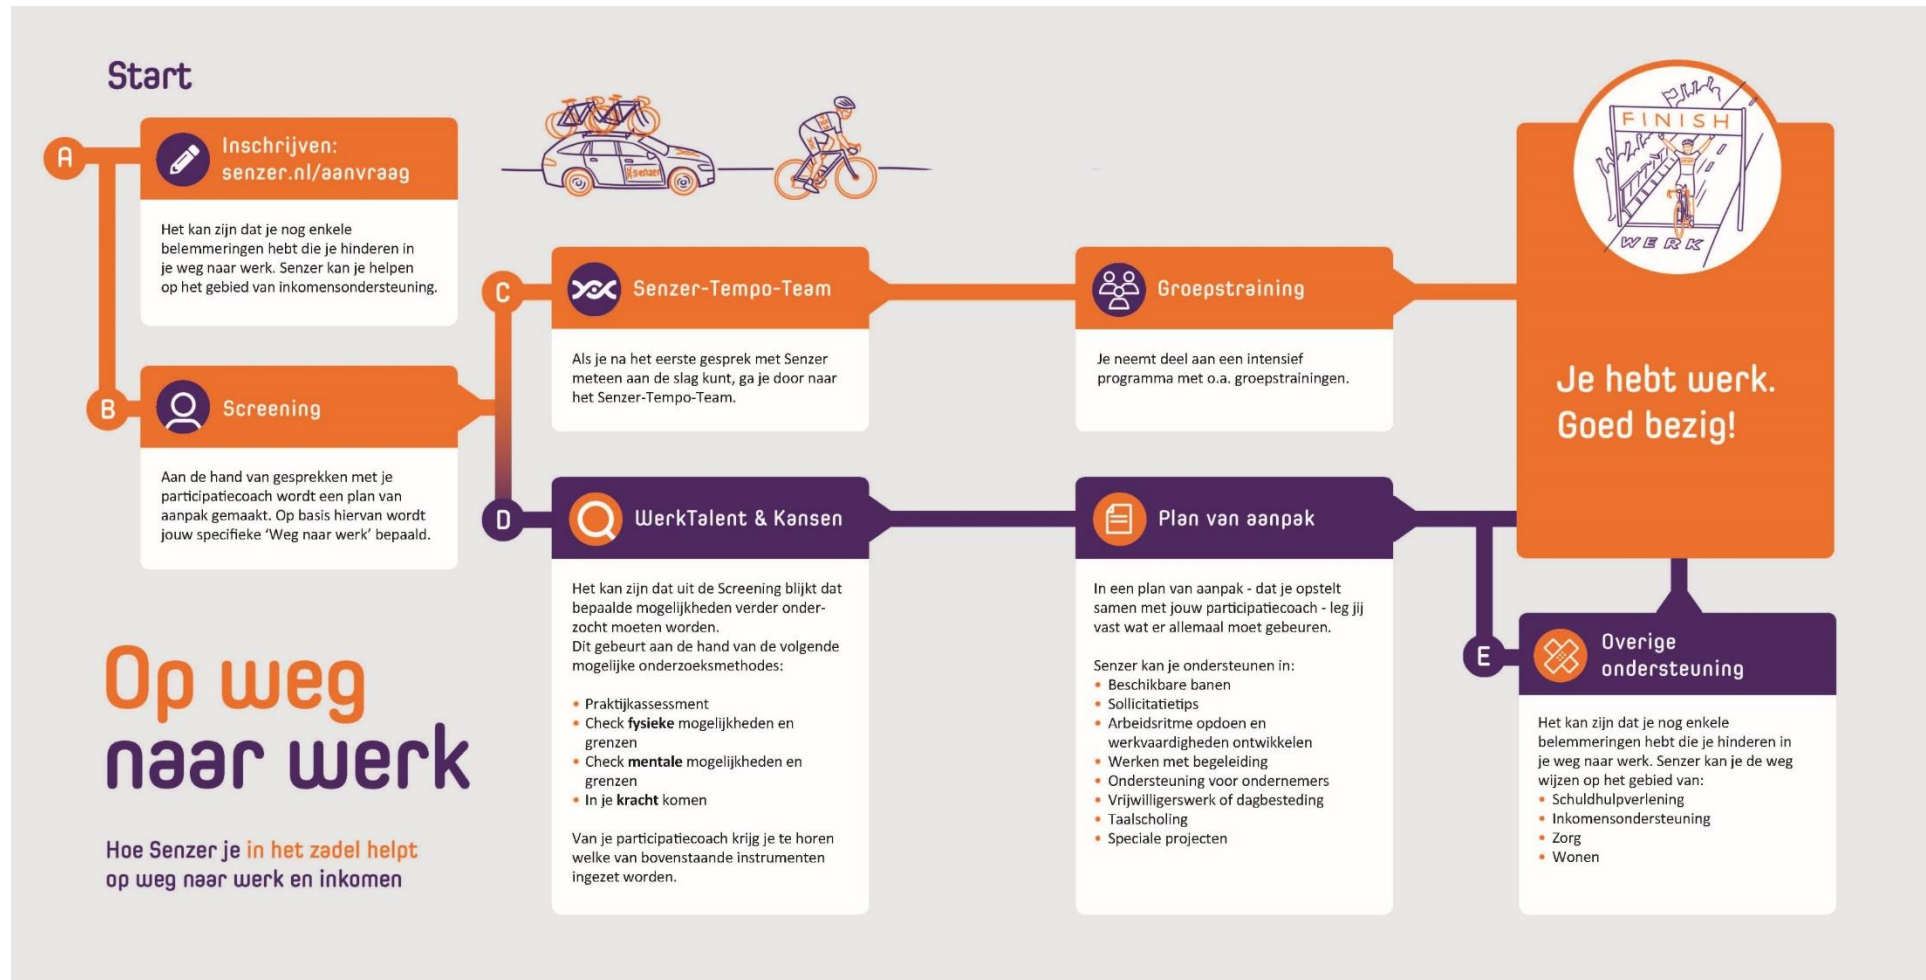 Start
A
Inschrijven:
senzer.nl/aanvraag
Het kan zijn dat je nog enkele
belemmeringen hebt die je hinderen in
je weg naar werk. Senzer kan je helpen
op het gebied van inkomensondersteuning.
B
Screening
Aan de hand van gesprekken met je
participatiecoach wordt een plan van
aanpak gemaakt. Op basis hiervan wordt
jouw specifieke ‘Weg naar werk’ bepaald.
senzer
C
Senzer-Tempo-Team
Als je na het eerste gesprek met Senzer
meteen aan de slag kunt, ga je door naar
het Senzer-Tempo-Team.
Groepstraining
Je neemt deel aan een intensief
programma met o.a. groepstrainingen.
FINISH
WERK
Je hebt werk.
Goed bezig!
D
WerkTalent & Kansen
Het kan zijn dat uit de Screening blijkt dat
bepaalde mogelijkheden verder onder-
zocht moeten worden.
Dit gebeurt aan de hand van de volgende
mogelijke onderzoeksmethodes:
• Praktijkassessment
• Check fysieke mogelijkheden en
grenzen
• Check mentale mogelijkheden en
grenzen
• In je kracht komen
Van je participatiecoach krijg je te horen
welke van bovenstaande instrumenten
ingezet worden.
Plan van aanpak
In een plan van aanpak - dat je opstelt
samen met jouw participatiecoach - leg jij
vast wat er allemaal moet gebeuren.
Senzer kan je ondersteunen in:
• Beschikbare banen
• Sollicitatietips
• Arbeidsritme opdoen en
werkvaardigheden ontwikkelen
• Werken met begeleiding
• Ondersteuning voor ondernemers
• Vrijwilligerswerk of dagbesteding
• Taalscholing
• Speciale projecten
E
Overige
ondersteuning
Het kan zijn dat je nog enkele
belemmeringen hebt die je hinderen in
je weg naar werk. Senzer kan je de weg
wijzen op het gebied van:
• Schuldhulpverlening
• Inkomensondersteuning
• Zorg
• Wonen
Op weg
naar werk
Hoe Senzer je in het zadel helpt
op weg naar werk en inkomen